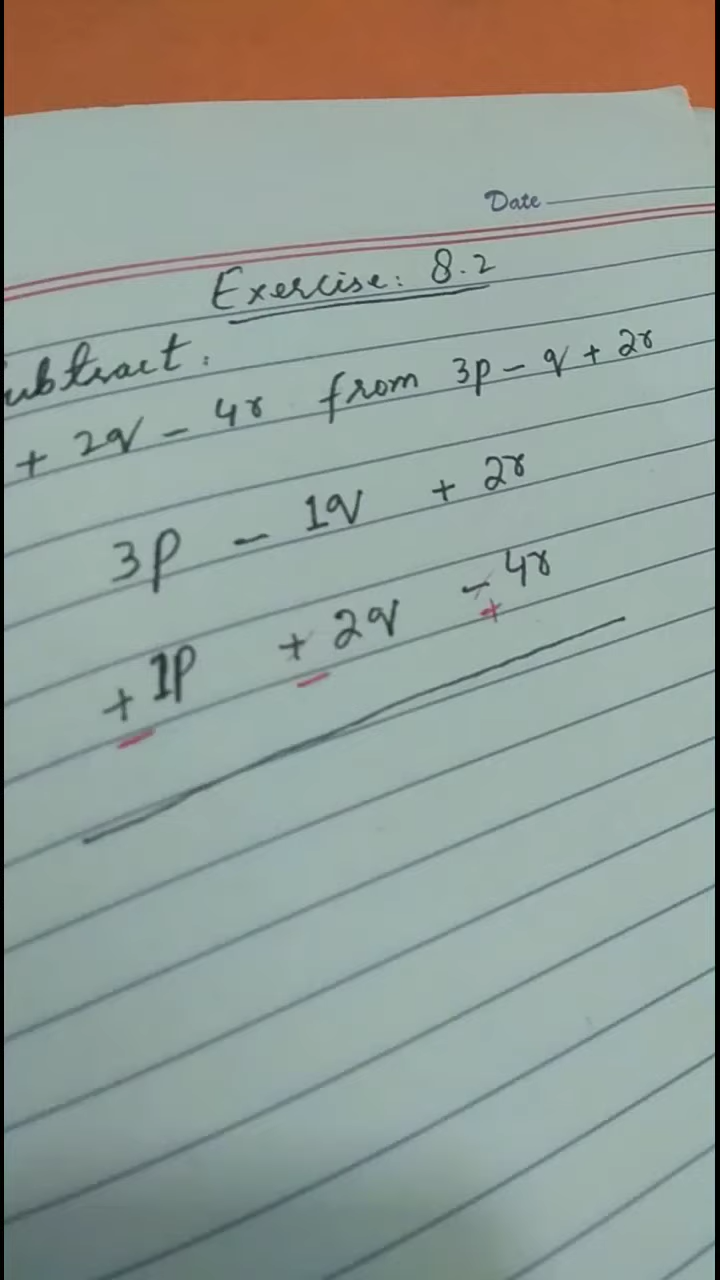 Date
Exercise: 8.2
ubtract.
+ 2q - 4r from 3p - q + 2r
3p - 1q + 2r
+ 1p + 2q - 4r
- - +